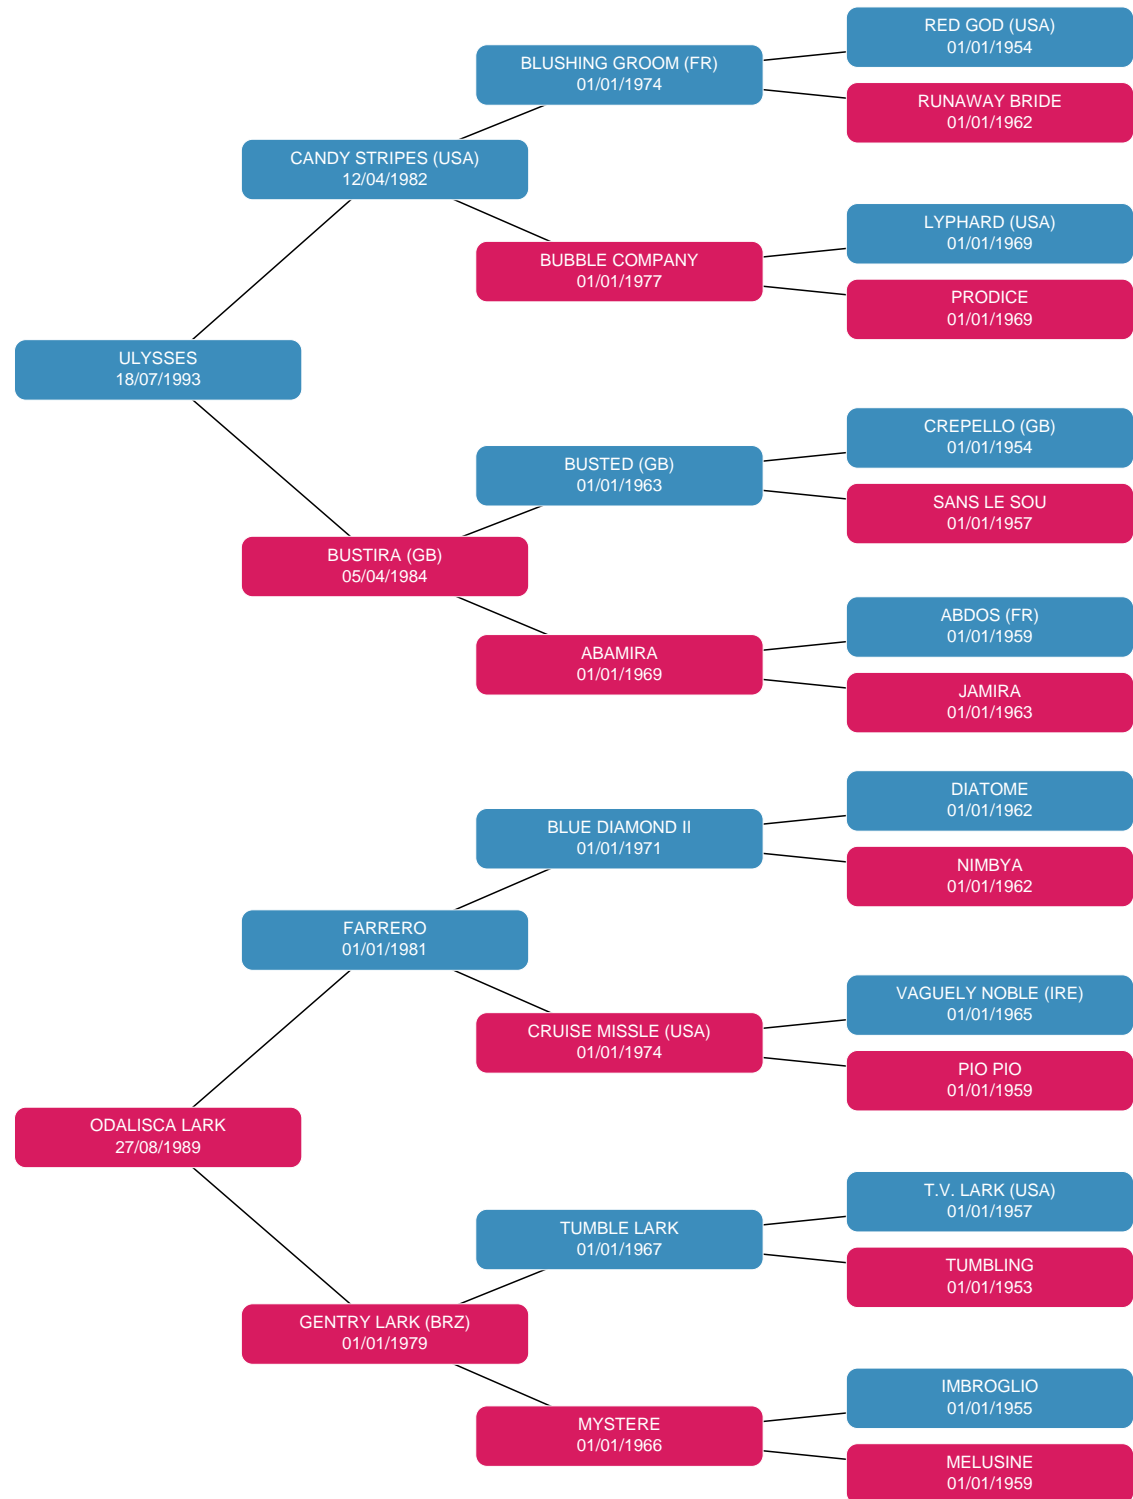 RED GOD (USA)
01/01/1954
BLUSHING GROOM (FR)
01/01/1974
RUNAWAY BRIDE
01/01/1962
CANDY STRIPES (USA)
12/04/1982
LYPHARD (USA)
01/01/1969
BUBBLE COMPANY
01/01/1977
PRODICE
01/01/1969
ULYSSES
18/07/1993
CREPELLO (GB)
01/01/1954
BUSTED (GB)
01/01/1963
SANS LE SOU
01/01/1957
BUSTIRA (GB)
05/04/1984
ABDOS (FR)
01/01/1959
ABAMIRA
01/01/1969
JAMIRA
01/01/1963
DIATOME
01/01/1962
BLUE DIAMOND II
01/01/1971
NIMBYA
01/01/1962
FARRERO
01/01/1981
VAGUELY NOBLE (IRE)
01/01/1965
CRUISE MISSLE (USA)
01/01/1974
PIO PIO
01/01/1959
ODALISCA LARK
27/08/1989
T.V. LARK (USA)
01/01/1957
TUMBLE LARK
01/01/1967
TUMBLING
01/01/1953
GENTRY LARK (BRZ)
01/01/1979
IMBROGLIO
01/01/1955
MYSTERE
01/01/1966
MELUSINE
01/01/1959